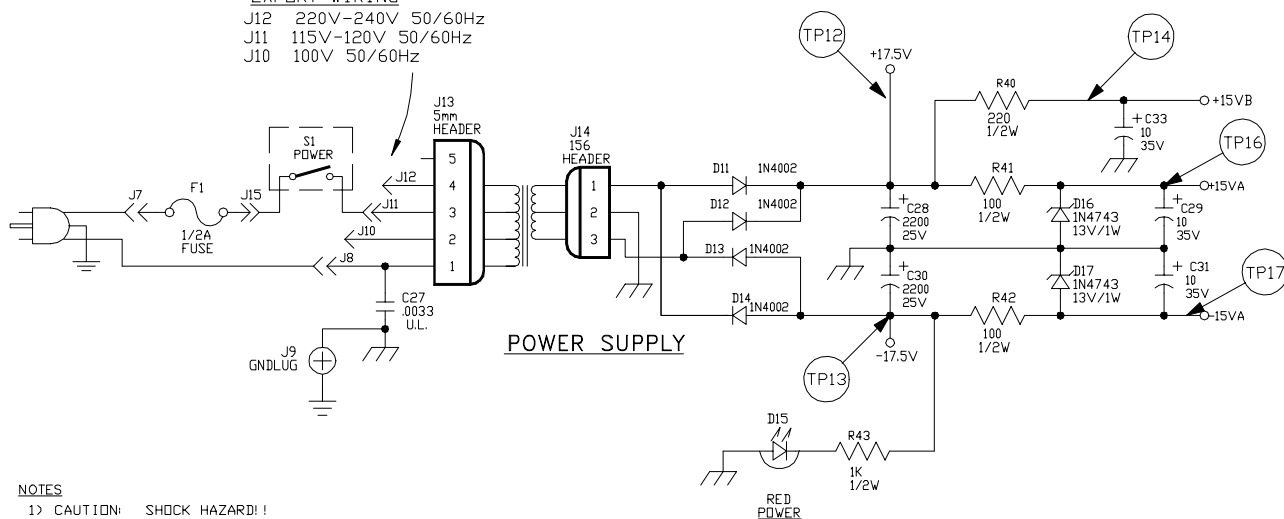 EXPORT WIRING
J12 220V-240V 50/60Hz
J11 115V-120V 50/60Hz
J10 100V 50/60Hz
J13
5mm
HEADER
S1
POWER
J7
F1
J15
1/2A
FUSE
J12
J11
J10
J8
5
4
3
2
1
C27
.0033
U.L.
J9
GNDLUG
J14
156
HEADER
1
2
3
POWER SUPPLY
D11 1N4002
D12 1N4002
D13 1N4002
D14 1N4002
TP12
+17.5V
TP14
R40
220
1/2W
+15VB
+ C33
10
35V
TP16
R41
100
1/2W
+15VA
+ C28
2200
25V
D16
1N4743
13V/1W
+ C29
10
35V
+ C30
2200
25V
D17
1N4743
13V/1W
+ C31
10
35V
TP17
R42
100
1/2W
-15VA
-17.5V
TP13
D15
R43
1K
1/2W
RED
POWER
NOTES
1) CAUTION: SHOCK HAZARD!!